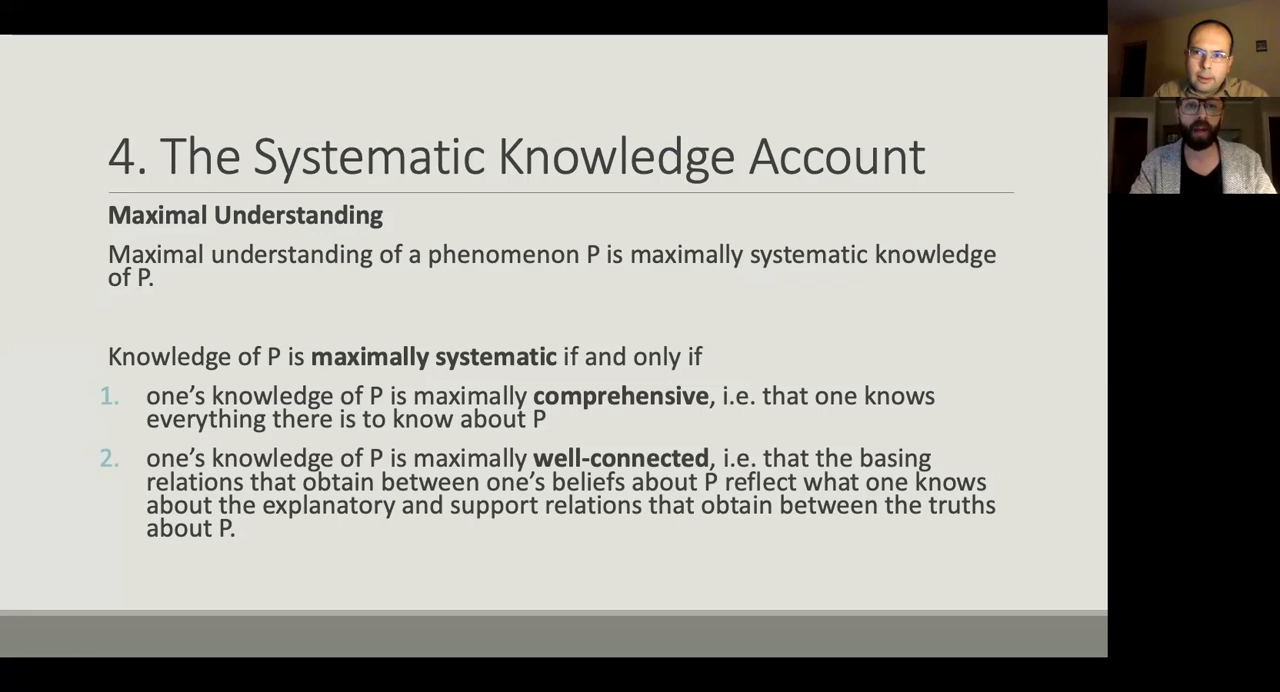 4. The Systematic Knowledge Account
Maximal Understanding
Maximal understanding of a phenomenon P is maximally systematic knowledge
of P.
Knowledge of P is maximally systematic if and only if
1. one’s knowledge of P is maximally comprehensive, i.e. that one knows
everything there is to know about P
2. one’s knowledge of P is maximally well-connected, i.e. that the basing
relations that obtain between one’s beliefs about P reflect what one knows
about the explanatory and support relations that obtain between the truths
about P.